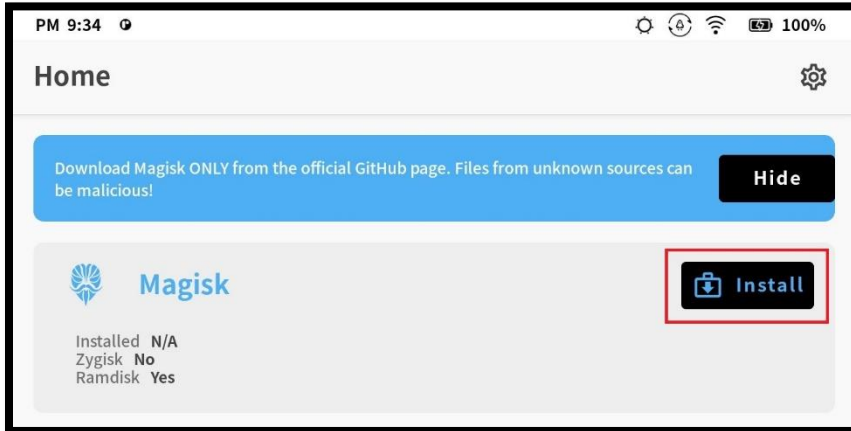 PM 9:34 100%
Home
Download Magisk ONLY from the official GitHub page. Files from unknown sources can
be malicious!
Hide
Magisk
Install
Installed N/A
Zygisk No
Ramdisk Yes